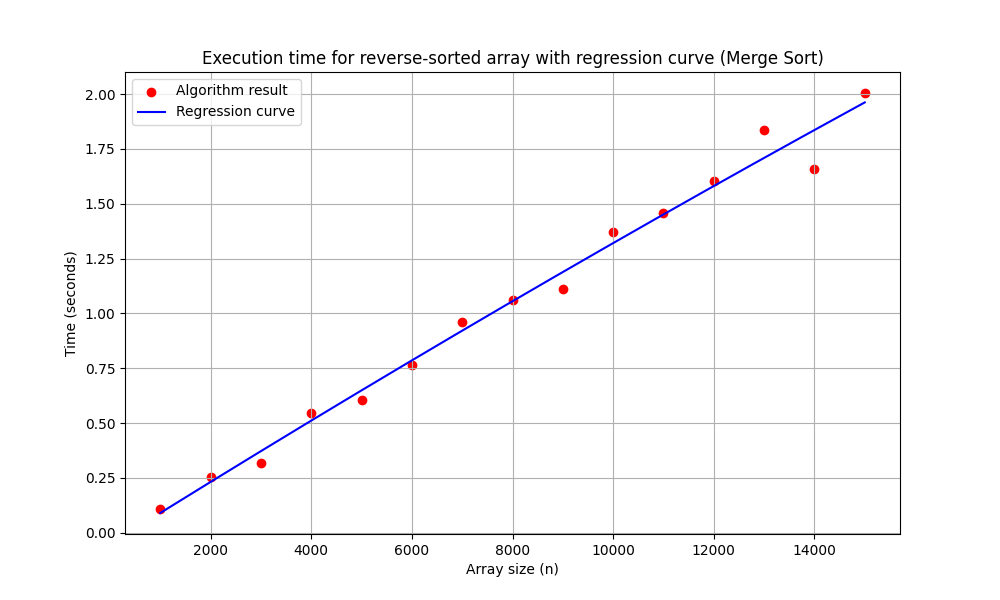 Execution time for reverse-sorted array with regression curve (Merge Sort)
Algorithm result
Regression curve
2.00
1.75
1.50
1.25
1.00
0.75
0.50
0.25
0.00
Time (seconds)
2000 4000 6000 8000 10000 12000 14000
Array size (n)